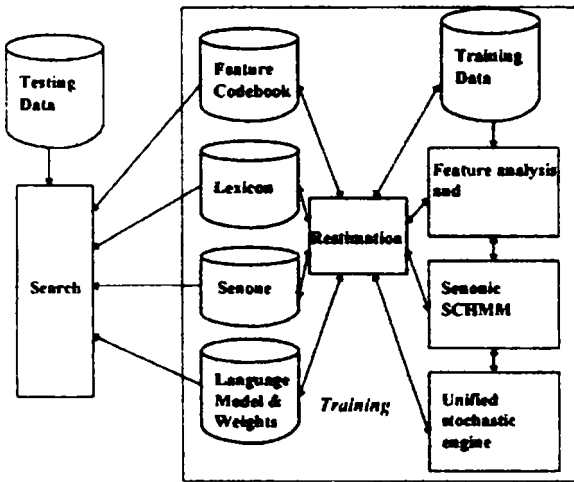 Testing
Data
Feature
Codebook
Training
Data
Feature analysis
and
Lexicon
Restimation
Search
Senone
Senonic
SCHMM
Language
Model &
Weights
Training
Unified
stochastic
engine